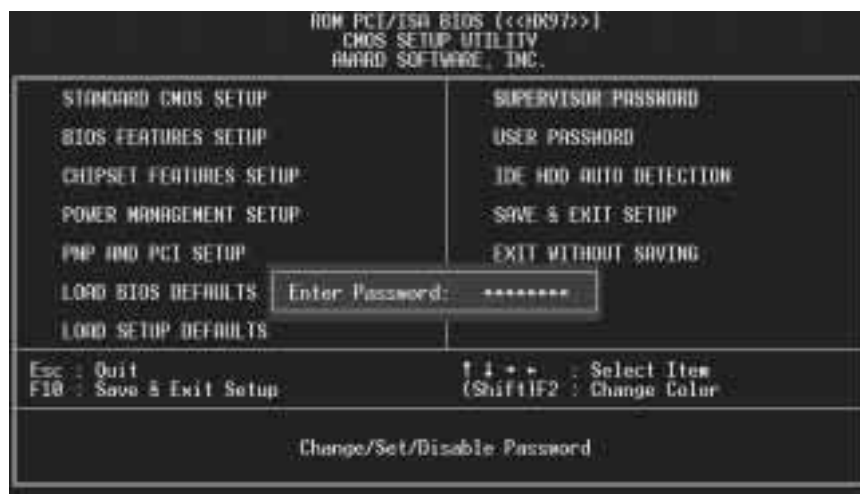 ROM PCI/ISA BIOS (<<HX97>>)
CMOS SETUP UTILITY
AWARD SOFTWARE, INC.
STANDARD CMOS SETUP
BIOS FEATURES SETUP
CHIPSET FEATURES SETUP
POWER MANAGEMENT SETUP
PNP AND PCI SETUP
LOAD BIOS DEFAULTS
LOAD SETUP DEFAULTS
SUPERVISOR PASSWORD
USER PASSWORD
IDE HDD AUTO DETECTION
SAVE & EXIT SETUP
EXIT WITHOUT SAVING
Enter Password: ********
Esc : Quit
F10 : Save & Exit Setup
↑ ↓ → ← : Select Item
(Shift)F2 : Change Color
Change/Set/Disable Password